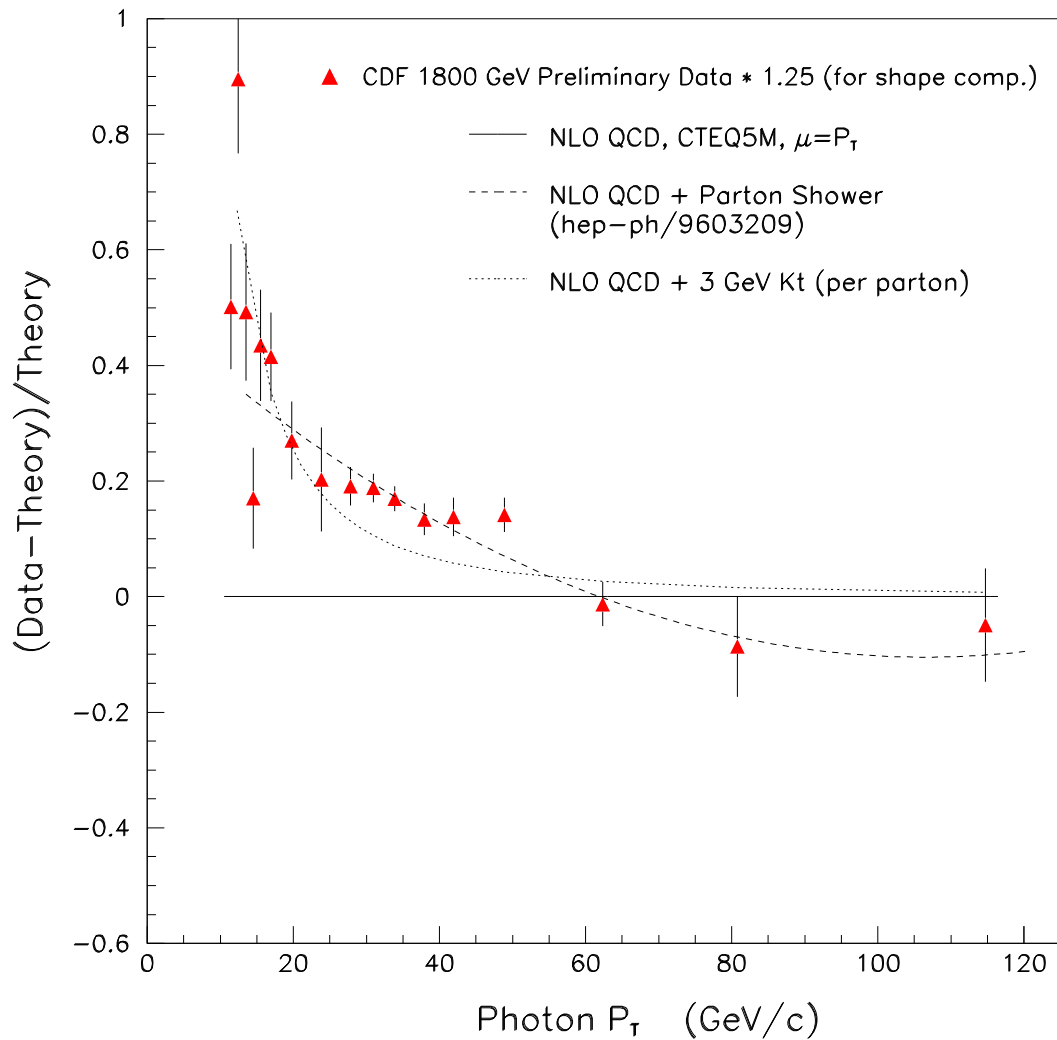 CDF 1800 GeV Preliminary Data * 1.25 (for shape comp.)
NLO QCD, CTEQ5M, μ=P_T
NLO QCD + Parton Shower
(hep-ph/9603209)
NLO QCD + 3 GeV Kt (per parton)
(Data-Theory)/Theory
1
0.8
0.6
0.4
0.2
0
-0.2
-0.4
-0.6
0 20 40 60 80 100 120
Photon P_T (GeV/c)